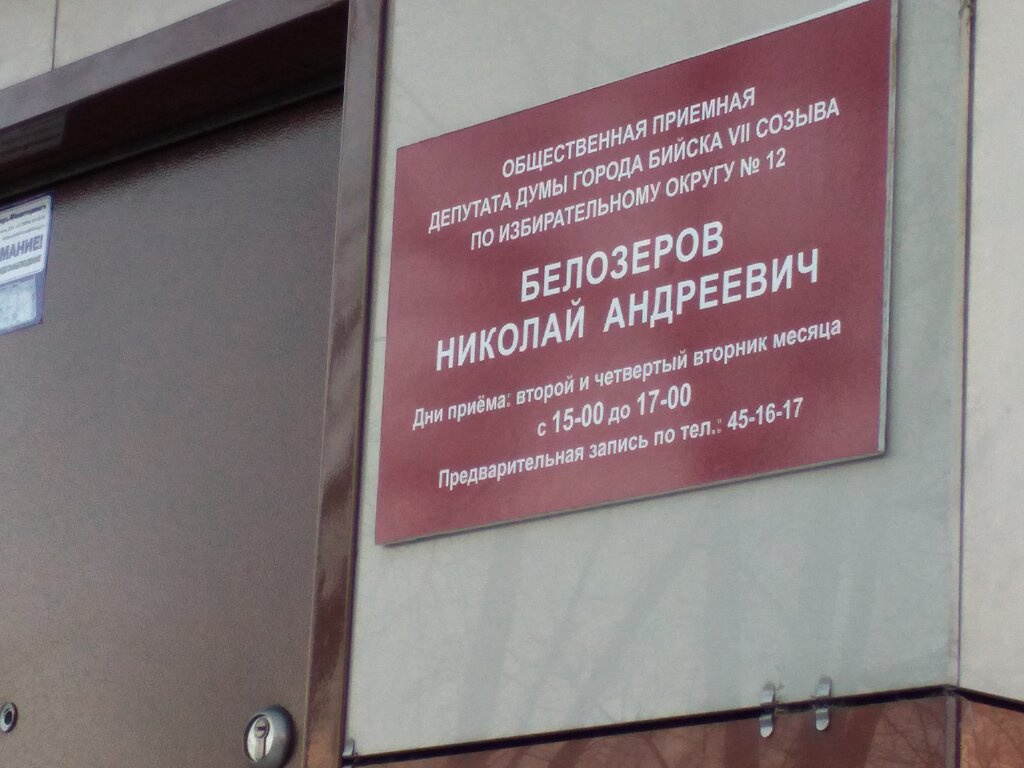 ОБЩЕСТВЕННАЯ ПРИЕМНАЯ
ДЕПУТАТА ДУМЫ ГОРОДА БИЙСКА VII СОЗЫВА
ПО ИЗБИРАТЕЛЬНОМУ ОКРУГУ № 12
БЕЛОЗЕРОВ
НИКОЛАЙ АНДРЕЕВИЧ
Дни приёма: второй и четвертый вторник месяца
с 15-00 до 17-00
Предварительная запись по тел.: 45-16-17
МАНИЕ!